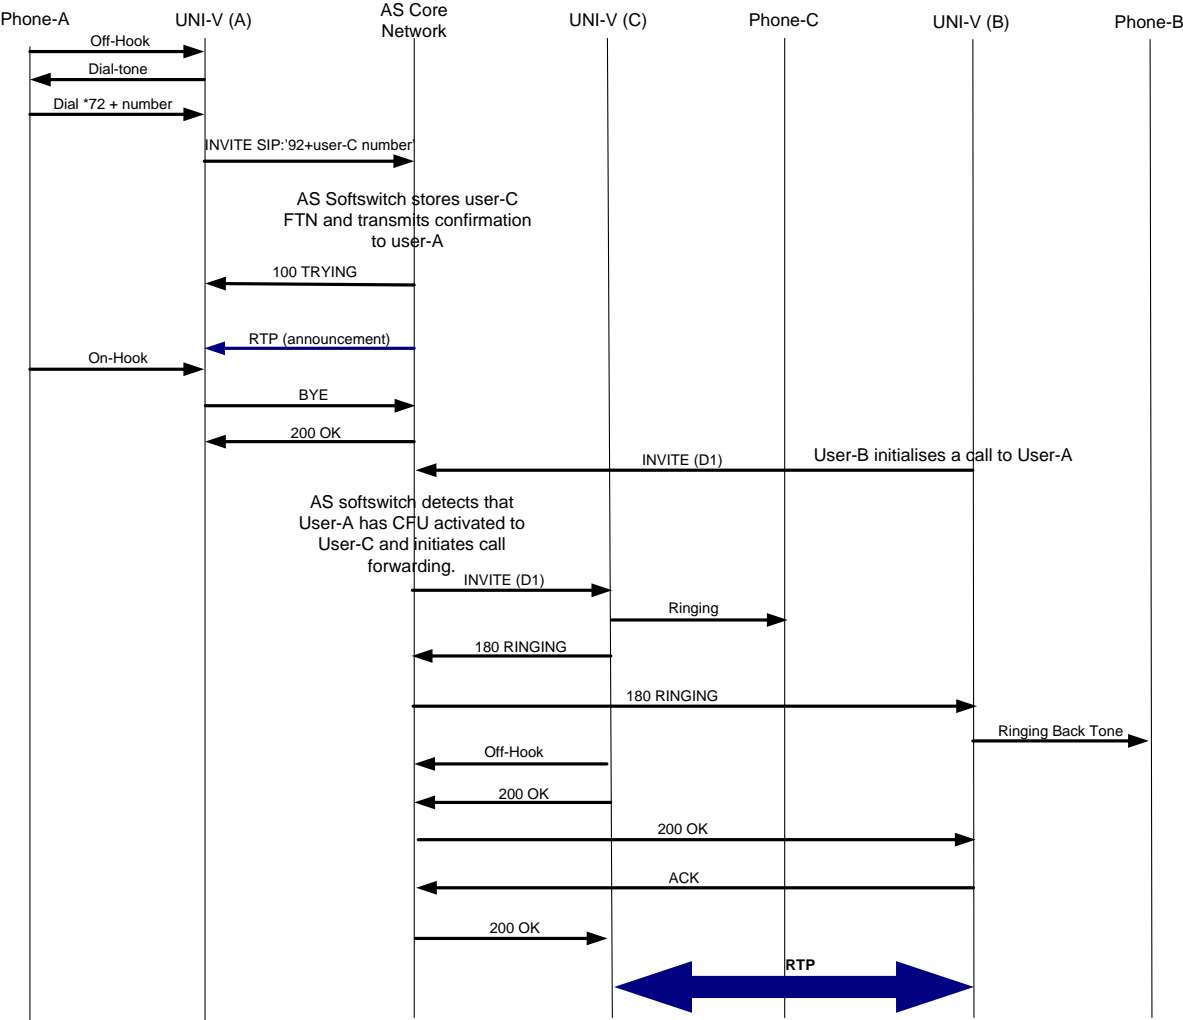 Phone-A
UNI-V (A)
AS Core
Network
UNI-V (C)
Phone-C
UNI-V (B)
Phone-B
Off-Hook
Dial-tone
Dial *72 + number
INVITE SIP:'92+user-C number'
AS Softswitch stores user-C
FTN and transmits confirmation
to user-A
100 TRYING
RTP (announcement)
On-Hook
BYE
200 OK
User-B initialises a call to User-A
INVITE (D1)
AS softswitch detects that
User-A has CFU activated to
User-C and initiates call
forwarding.
INVITE (D1)
Ringing
180 RINGING
180 RINGING
Ringing Back Tone
Off-Hook
200 OK
200 OK
ACK
200 OK
RTP